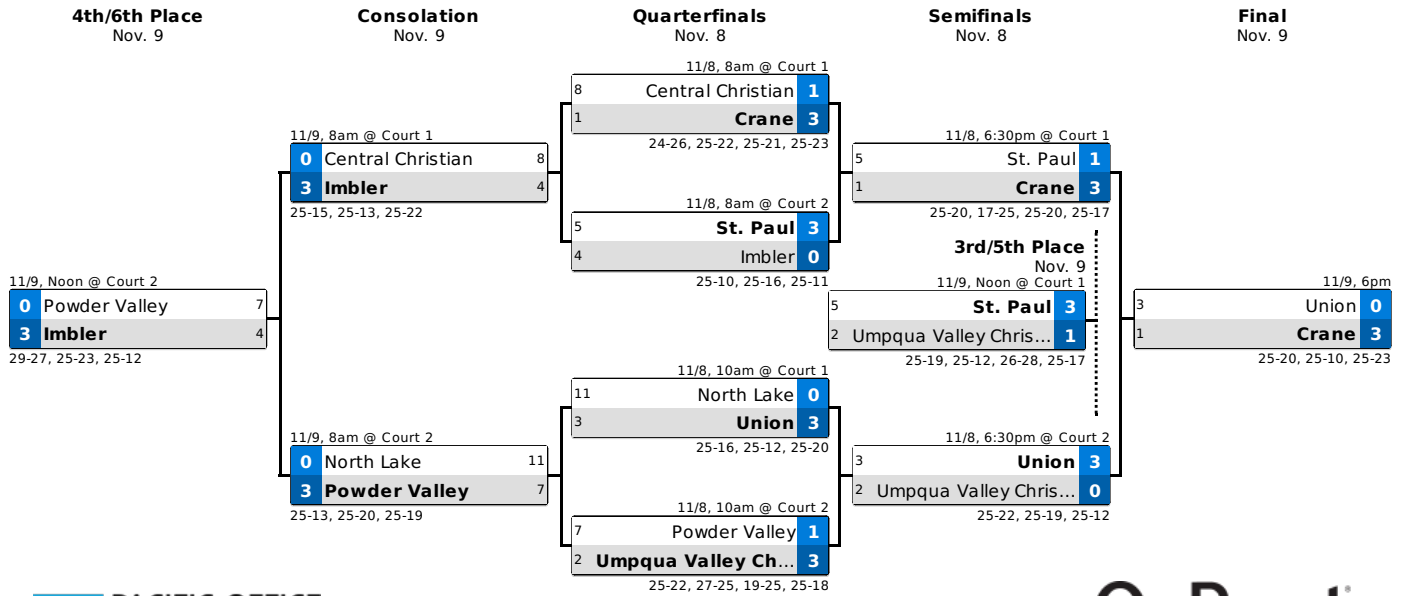 4th/6th Place
Nov. 9
Consolation
Nov. 9
Quarterfinals
Nov. 8
Semifinals
Nov. 8
Final
Nov. 9
11/9, Noon @ Court 2
0 Powder Valley 7
3 Imbler 4
29-27, 25-23, 25-12
11/9, 8am @ Court 1
0 Central Christian 8
3 Imbler 4
25-15, 25-13, 25-22
11/9, 8am @ Court 2
0 North Lake 11
3 Powder Valley 7
25-13, 25-20, 25-19
11/8, 8am @ Court 1
8 Central Christian 1
1 Crane 3
24-26, 25-22, 25-21, 25-23
11/8, 8am @ Court 2
5 St. Paul 3
4 Imbler 0
25-10, 25-16, 25-11
11/8, 10am @ Court 1
11 North Lake 0
3 Union 3
25-16, 25-12, 25-20
11/8, 10am @ Court 2
7 Powder Valley 1
2 Umpqua Valley Ch... 3
25-22, 27-25, 19-25, 25-18
11/8, 6:30pm @ Court 1
5 St. Paul 1
1 Crane 3
25-20, 17-25, 25-20, 25-17
3rd/5th Place
Nov. 9
11/9, Noon @ Court 1
5 St. Paul 3
2 Umpqua Valley Chris... 1
25-19, 25-12, 26-28, 25-17
11/8, 6:30pm @ Court 2
3 Union 3
2 Umpqua Valley Chris... 0
25-22, 25-19, 25-12
11/9, 6pm
3 Union 0
1 Crane 3
25-20, 25-10, 25-23
PACIFIC OFFICE